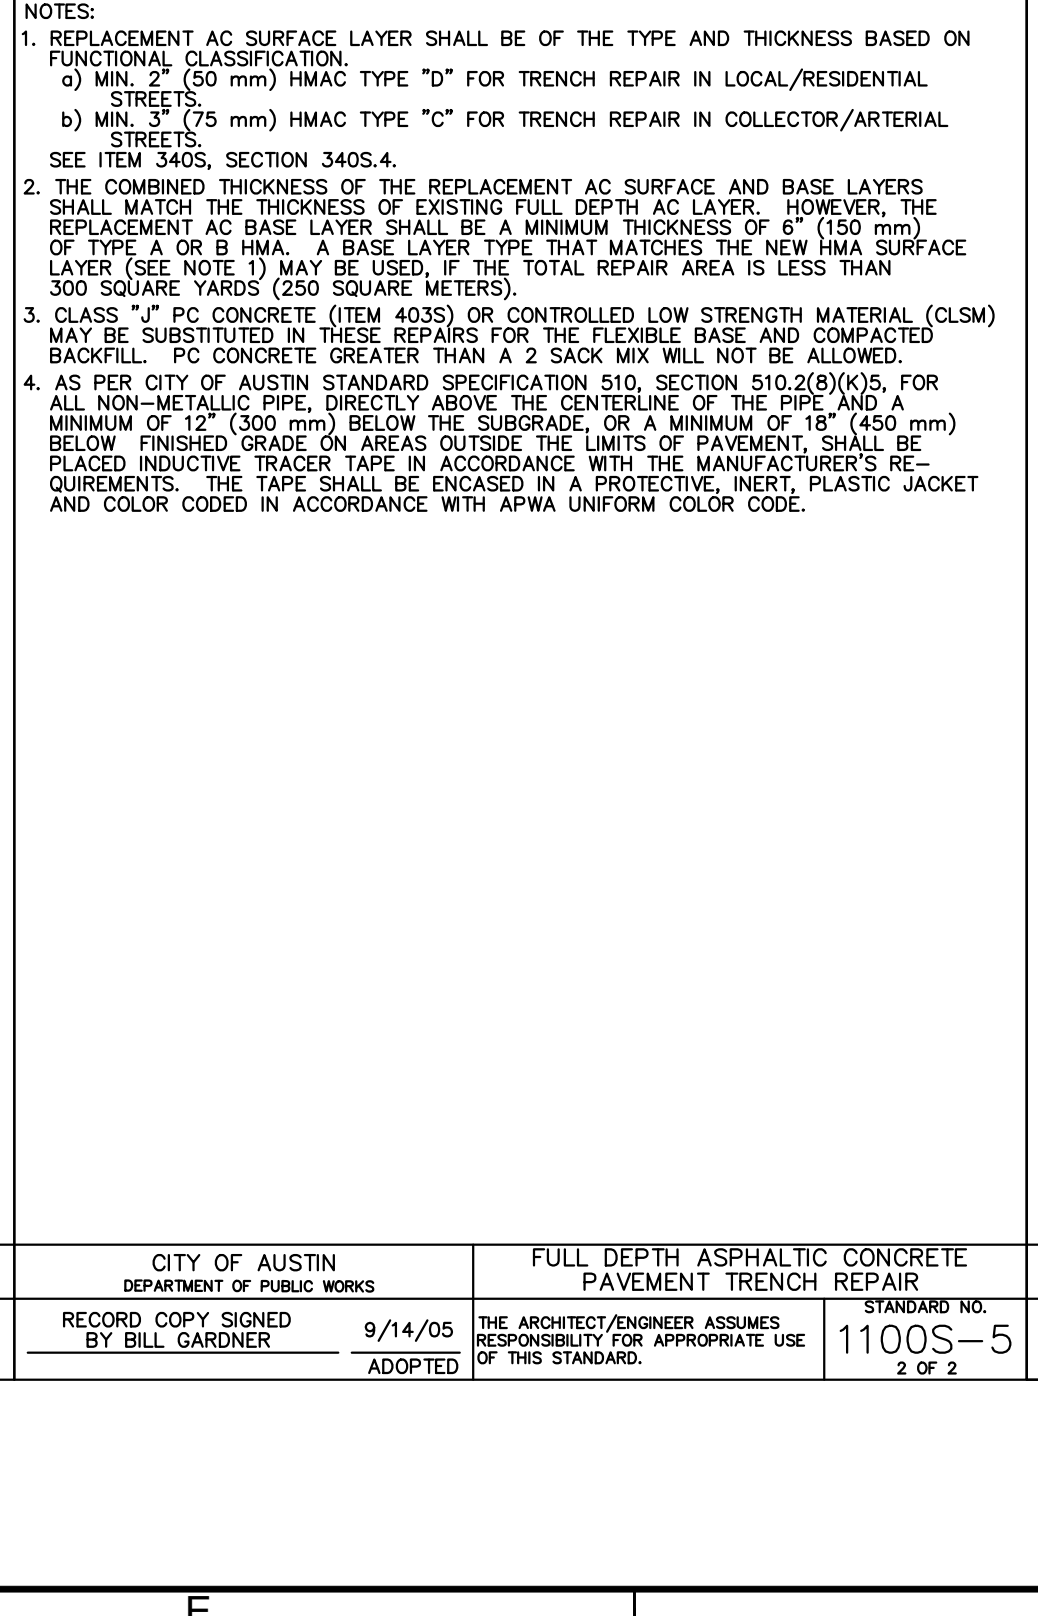 NOTES:
1. REPLACEMENT AC SURFACE LAYER SHALL BE OF THE TYPE AND THICKNESS BASED ON
FUNCTIONAL CLASSIFICATION.
a) MIN. 2" (50 mm) HMAC TYPE "D" FOR TRENCH REPAIR IN LOCAL/RESIDENTIAL
STREETS.
b) MIN. 3" (75 mm) HMAC TYPE "C" FOR TRENCH REPAIR IN COLLECTOR/ARTERIAL
STREETS.
SEE ITEM 340S, SECTION 340S.4.
2. THE COMBINED THICKNESS OF THE REPLACEMENT AC SURFACE AND BASE LAYERS
SHALL MATCH THE THICKNESS OF EXISTING FULL DEPTH AC LAYER. HOWEVER, THE
REPLACEMENT AC BASE LAYER SHALL BE A MINIMUM THICKNESS OF 6" (150 mm)
OF TYPE A OR B HMA. A BASE LAYER TYPE THAT MATCHES THE NEW HMA SURFACE
LAYER (SEE NOTE 1) MAY BE USED, IF THE TOTAL REPAIR AREA IS LESS THAN
300 SQUARE YARDS (250 SQUARE METERS).
3. CLASS "J" PC CONCRETE (ITEM 403S) OR CONTROLLED LOW STRENGTH MATERIAL (CLSM)
MAY BE SUBSTITUTED IN THESE REPAIRS FOR THE FLEXIBLE BASE AND COMPACTED
BACKFILL. PC CONCRETE GREATER THAN A 2 SACK MIX WILL NOT BE ALLOWED.
4. AS PER CITY OF AUSTIN STANDARD SPECIFICATION 510, SECTION 510.2(8)(K)5, FOR
ALL NON-METALLIC PIPE, DIRECTLY ABOVE THE CENTERLINE OF THE PIPE AND A
MINIMUM OF 12" (300 mm) BELOW THE SUBGRADE, OR A MINIMUM OF 18" (450 mm)
BELOW FINISHED GRADE ON AREAS OUTSIDE THE LIMITS OF PAVEMENT, SHALL BE
PLACED INDUCTIVE TRACER TAPE IN ACCORDANCE WITH THE MANUFACTURER'S RE-
QUIREMENTS. THE TAPE SHALL BE ENCASED IN A PROTECTIVE, INERT, PLASTIC JACKET
AND COLOR CODED IN ACCORDANCE WITH APWA UNIFORM COLOR CODE.
CITY OF AUSTIN
DEPARTMENT OF PUBLIC WORKS
FULL DEPTH ASPHALTIC CONCRETE
PAVEMENT TRENCH REPAIR
RECORD COPY SIGNED
BY BILL GARDNER
9/14/05
ADOPTED
THE ARCHITECT/ENGINEER ASSUMES
RESPONSIBILITY FOR APPROPRIATE USE
OF THIS STANDARD.
STANDARD NO.
1100S-5
2 OF 2